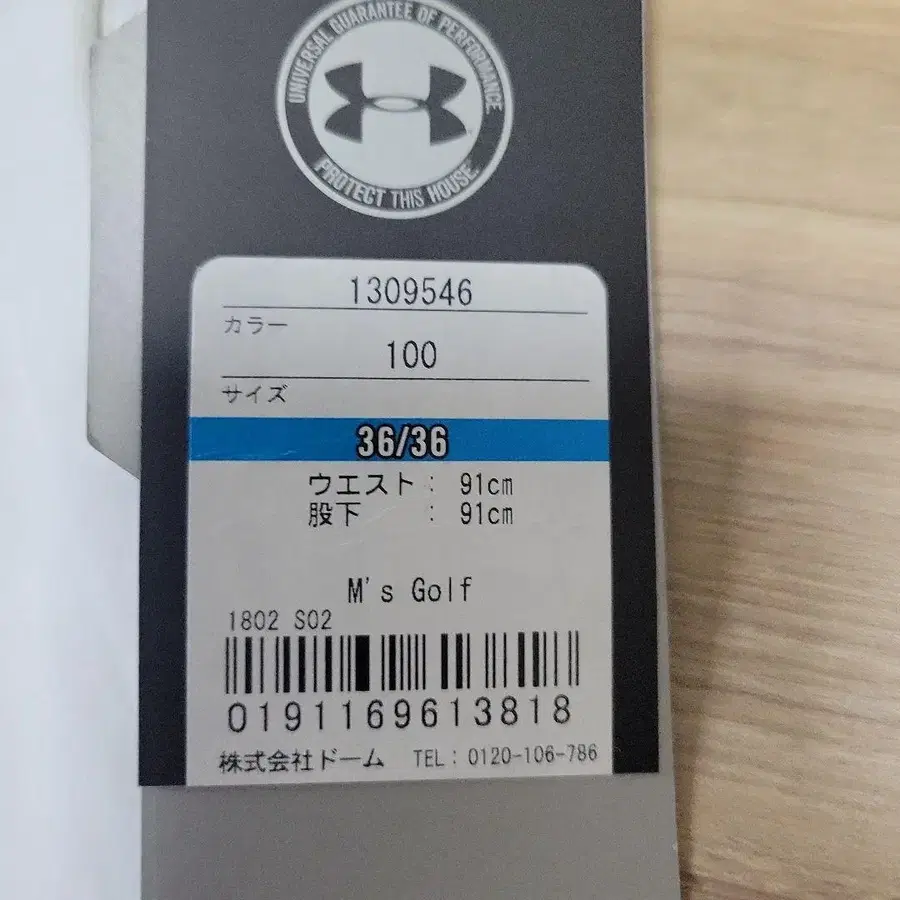 UNIVERSAL GUARANTEE OF PERFORMANCE
PROTECT THIS HOUSE
1309546
カラー
100
サイズ
36/36
ウエスト : 91cm
股下 : 91cm
M's Golf
1802 S02
0191169613818
株式会社ドーム TEL : 0120-106-786